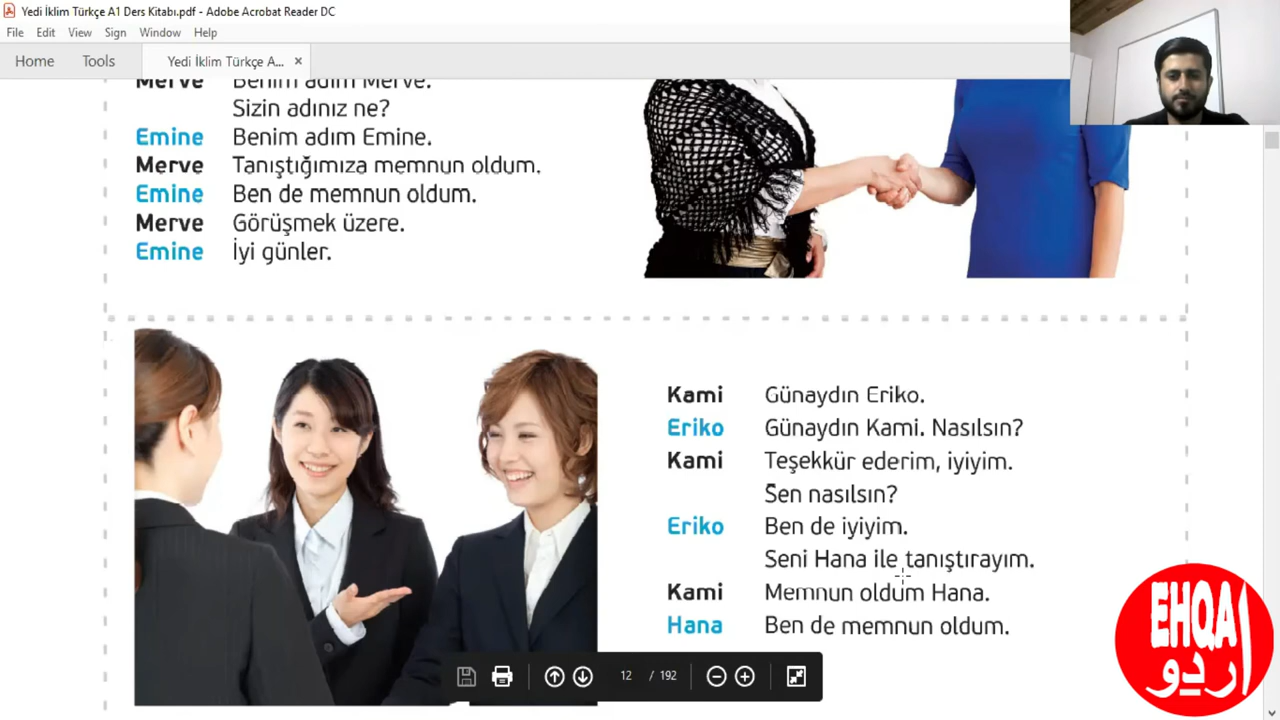 Yedi İklim Türkçe A1 Ders Kitabı.pdf - Adobe Acrobat Reader DC
File Edit View Sign Window Help
Home Tools Yedi İklim Türkçe A... ×
Merve Benim adım Merve.
Sizin adınız ne?
Emine Benim adım Emine.
Merve Tanıştığımıza memnun oldum.
Emine Ben de memnun oldum.
Merve Görüşmek üzere.
Emine İyi günler.
Kami Günaydın Eriko.
Eriko Günaydın Kami. Nasılsın?
Kami Teşekkür ederim, iyiyim.
Sen nasılsın?
Eriko Ben de iyiyim.
Seni Hana ile tanıştırayım.
Kami Memnun oldum Hana.
Hana Ben de memnun oldum.
12 / 192
EHQA
اردو